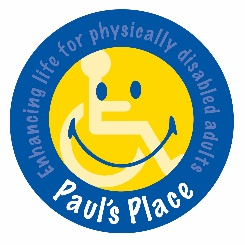 Enhancing life for physically disabled adults
Paul's Place